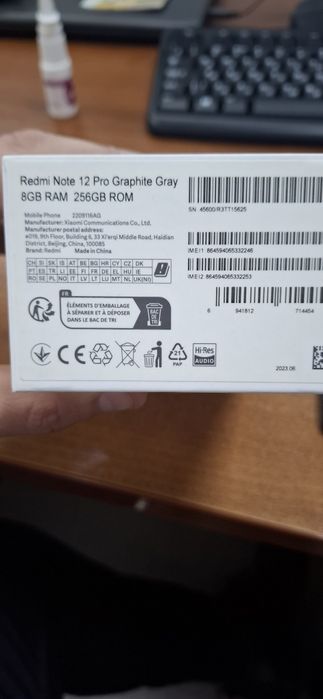 Redmi Note 12 Pro Graphite Gray
8GB RAM 256GB ROM
Mobile Phone 2209116AG
Manufacturer: Xiaomi Communications Co., Ltd.
Manufacturer postal address:
#019, 9th Floor, Building 6, 33 Xi'erqi Middle Road, Haidian
District, Beijing, China, 100085
Brand: Redmi Made in China
SN: 45600/R3TT15625
IMEI1 864594065332246
IMEI2 864594065332253
6 941812 714454
CH SI SK IS AT BE BG HR CY CZ DK
PT ES TR LI EE FI FR DE EL HU IE
RO SE PL NO IT LV LT LU MT NL UK(NI)
FR
ÉLÉMENTS D'EMBALLAGE
À SÉPARER ET À DÉPOSER
DANS LE BAC DE TRI
BAC
DE
TRI
CE
21
PAP
Hi-Res
AUDIO
2023.06